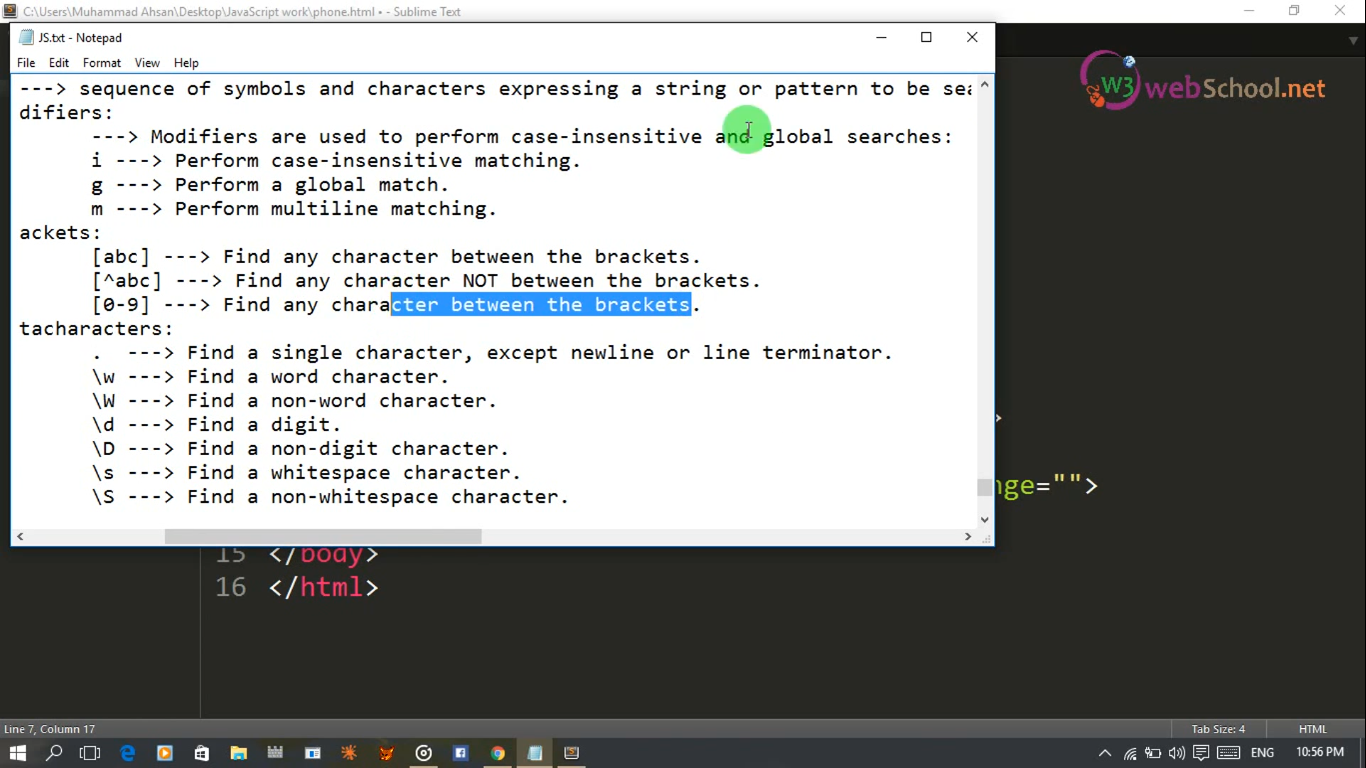 C:\Users\Muhammad Ahsan\Desktop\JavaScript work\phone.html • - Sublime Text
JS.txt - Notepad
File Edit Format View Help
W3webSchool.net
---> sequence of symbols and characters expressing a string or pattern to be sea
difiers:
---> Modifiers are used to perform case-insensitive and global searches:
i ---> Perform case-insensitive matching.
g ---> Perform a global match.
m ---> Perform multiline matching.
ackets:
[abc] ---> Find any character between the brackets.
[^abc] ---> Find any character NOT between the brackets.
[0-9] ---> Find any character between the brackets.
tacharacters:
. ---> Find a single character, except newline or line terminator.
\w ---> Find a word character.
\W ---> Find a non-word character.
\d ---> Find a digit.
\D ---> Find a non-digit character.
\s ---> Find a whitespace character.
\S ---> Find a non-whitespace character.
>
nge="">
15 </body>
16 </html>
Line 7, Column 17 Tab Size: 4 HTML
ENG 10:56 PM